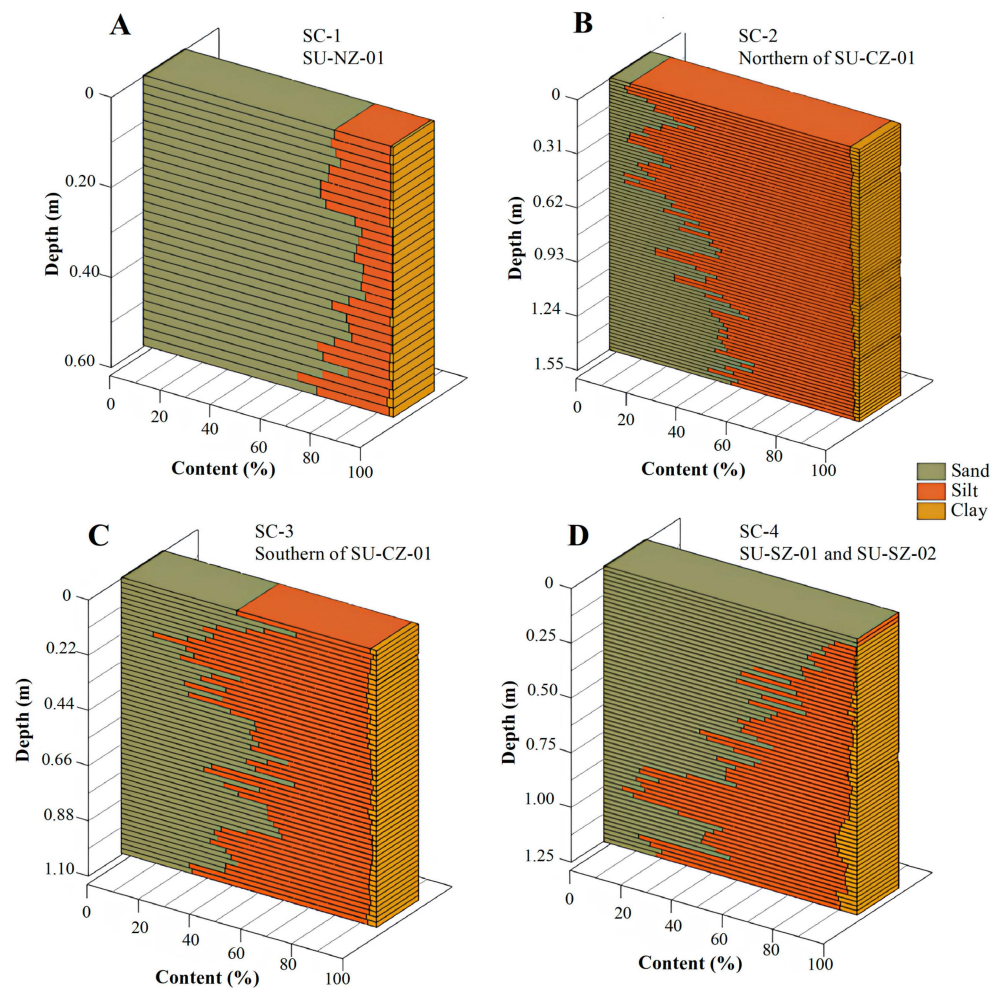 A
SC-1
SU-NZ-01
0
0.20
0.40
0.60
Depth (m)
0
20
40
60
80
100
Content (%)
B
SC-2
Northern of SU-CZ-01
0
0.31
0.62
0.93
1.24
1.55
Depth (m)
0
20
40
60
80
100
Content (%)
Sand
Silt
Clay
C
SC-3
Southern of SU-CZ-01
0
0.22
0.44
0.66
0.88
1.10
Depth (m)
0
20
40
60
80
100
Content (%)
D
SC-4
SU-SZ-01 and SU-SZ-02
0
0.25
0.50
0.75
1.00
1.25
Depth (m)
0
20
40
60
80
100
Content (%)